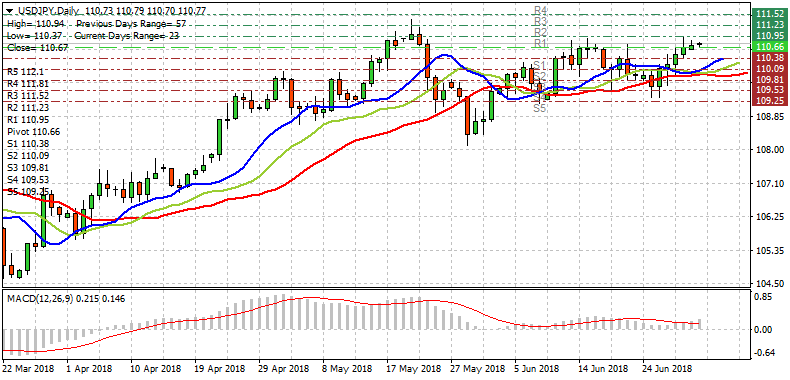 USDJPY,Daily 110.73 110.79 110.70 110.77
High= 110.94 Previous Days Range= 57
Low= 110.37 Current Days Range= 23
Close= 110.67
R5 112.1
R4 111.81
R3 111.52
R2 111.23
R1 110.95
Pivot 110.66
S1 110.38
S2 110.09
S3 109.81
S4 109.53
S5 109.25
R4
R3
R2
R1
S1
S2
S5
111.52
111.23
110.95
110.66
110.38
110.09
109.81
109.53
109.25
108.85
108.00
107.10
106.25
105.35
104.50
MACD(12,26,9) 0.215 0.146
0.85
0.00
-0.64
22 Mar 2018 1 Apr 2018 10 Apr 2018 19 Apr 2018 29 Apr 2018 8 May 2018 17 May 2018 27 May 2018 5 Jun 2018 14 Jun 2018 24 Jun 2018